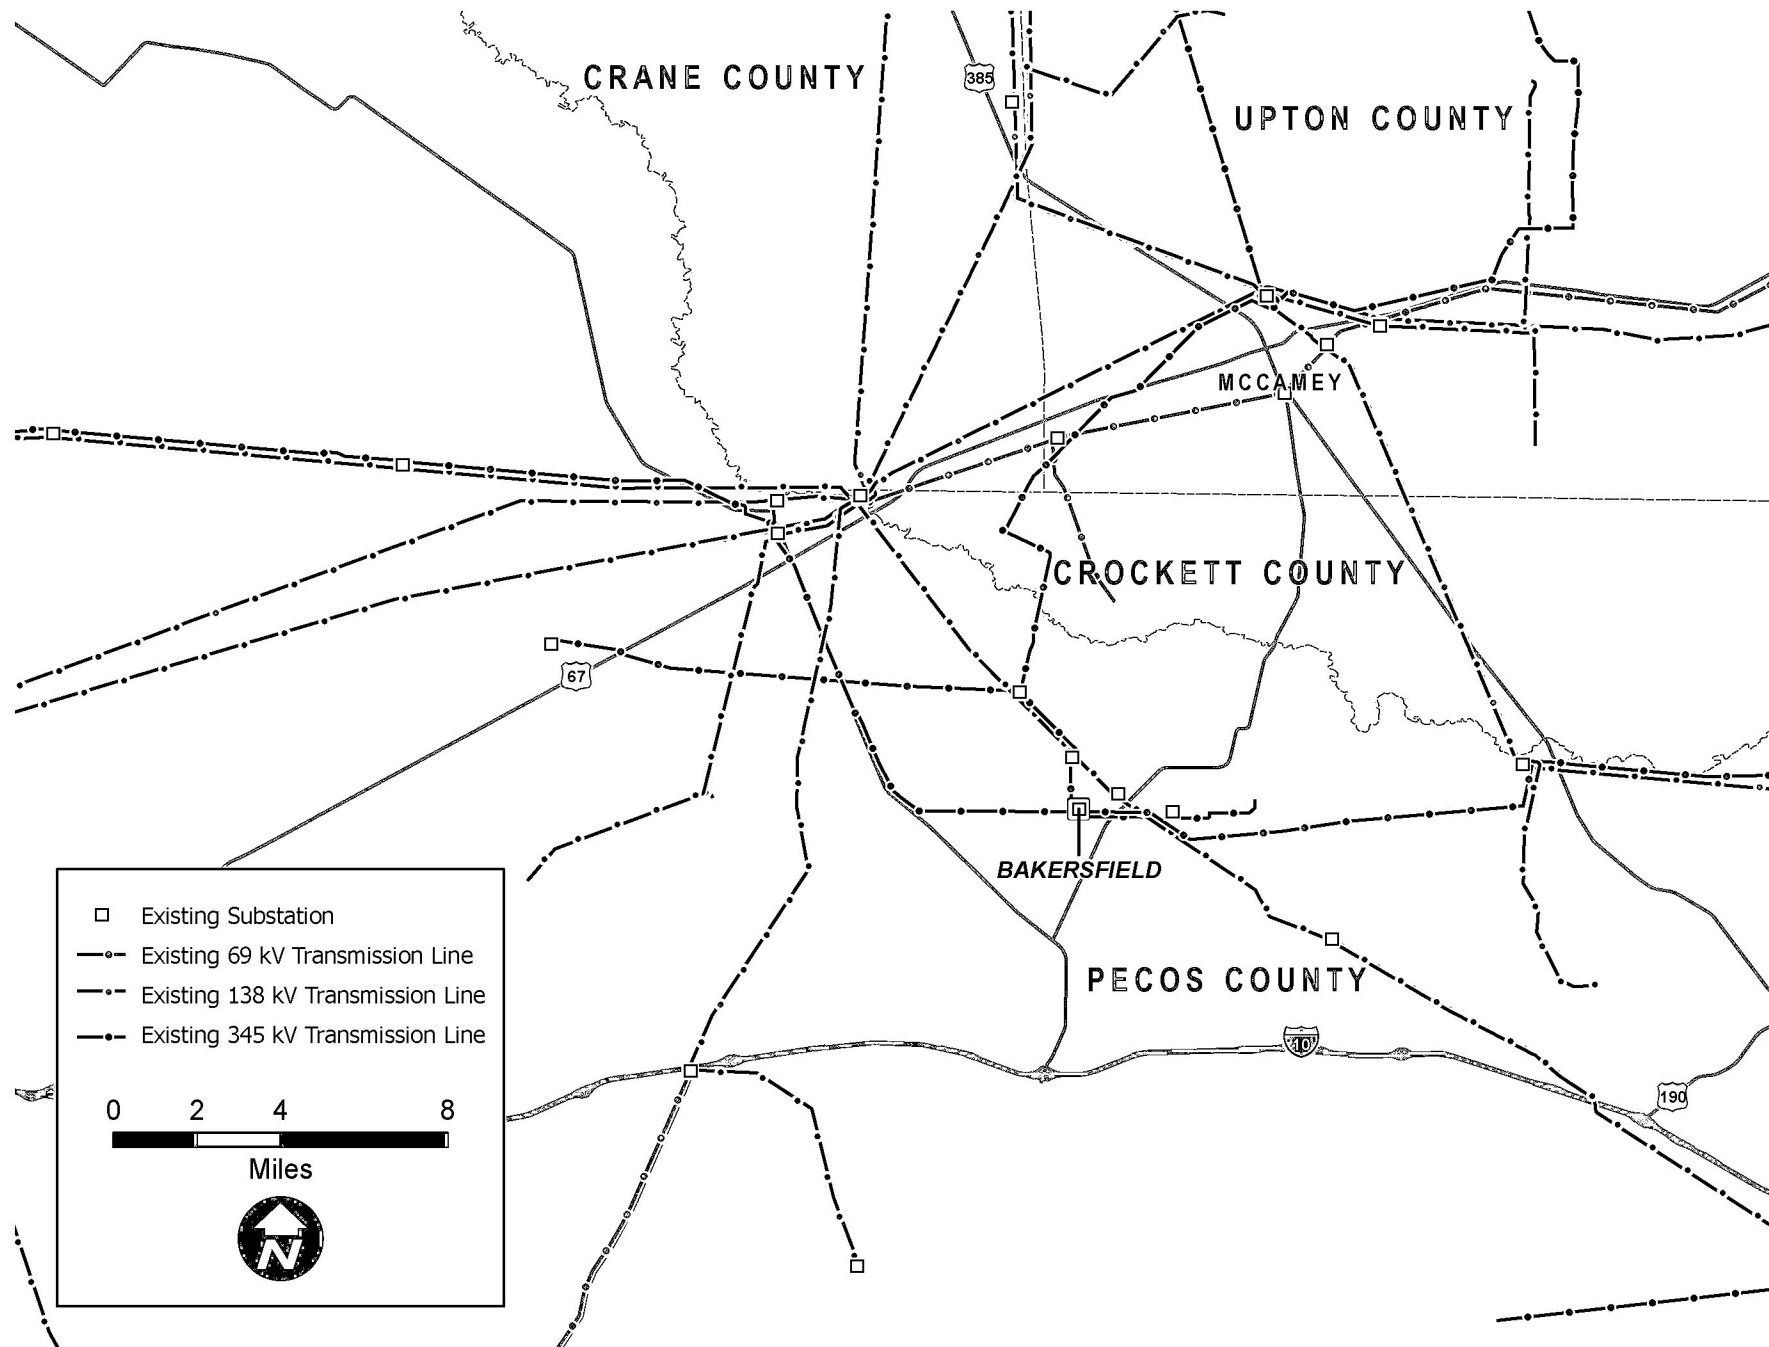 CRANE COUNTY
385
UPTON COUNTY
MCCAMEY
CROCKETT COUNTY
67
BAKERSFIELD
PECOS COUNTY
10
190
Existing Substation
Existing 69 kV Transmission Line
Existing 138 kV Transmission Line
Existing 345 kV Transmission Line
0 2 4 8
Miles
N